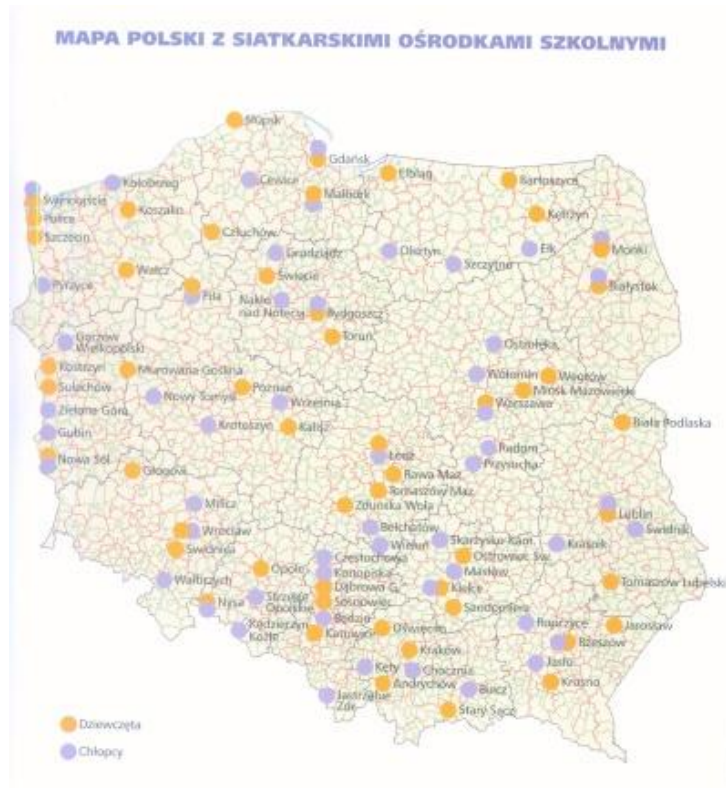 MAPA POLSKI Z SIATKARSKIMI OŚRODKAMI SZKOLNYMI
Słupsk
Gdańsk
Elbląg
Bartoszyce
Kołobrzeg
Cewice
Malbork
Kętrzyn
Świnoujście
Koszalin
Police
Człuchów
Szczecin
Grudziądz
Olsztyn
Szczytno
Ełk
Mońki
Wałcz
Świecie
Białystok
Pyrzyce
Piła
Nakło
nad Notecią
Bydgoszcz
Toruń
Gorzów
Wielkopolski
Ostrołęka
Kostrzyn
Murowana Goślina
Wołomin
Węgrów
Sulechów
Nowy Tomyśl
Poznań
Września
Mińsk Mazowiecki
Warszawa
Zielona Góra
Gubin
Krotoszyn
Kalisz
Biała Podlaska
Nowa Sól
Głogów
Łódź
Radom
Przysucha
Rawa Maz.
Tomaszów Maz.
Milicz
Zduńska Wola
Lublin
Świdnik
Wrocław
Bełchatów
Wieluń
Skarżysko Kam.
Kraśnik
Świdnica
Ostrowiec Św.
Opole
Częstochowa
Konopiska
Masłów
Wałbrzych
Dąbrowa G.
Kielce
Tomaszów Lubelski
Nysa
Strzelce
Opolskie
Sosnowiec
Sandomierz
Będzin
Kędzierzyn
Koźle
Katowice
Oświęcim
Ropczyce
Jarosław
Rzeszów
Kraków
Kęty
Chocznia
Jasło
Andrychów
Krosno
Jastrzębie
Zdr.
Stary Sącz
Dziewczęta
Chłopcy